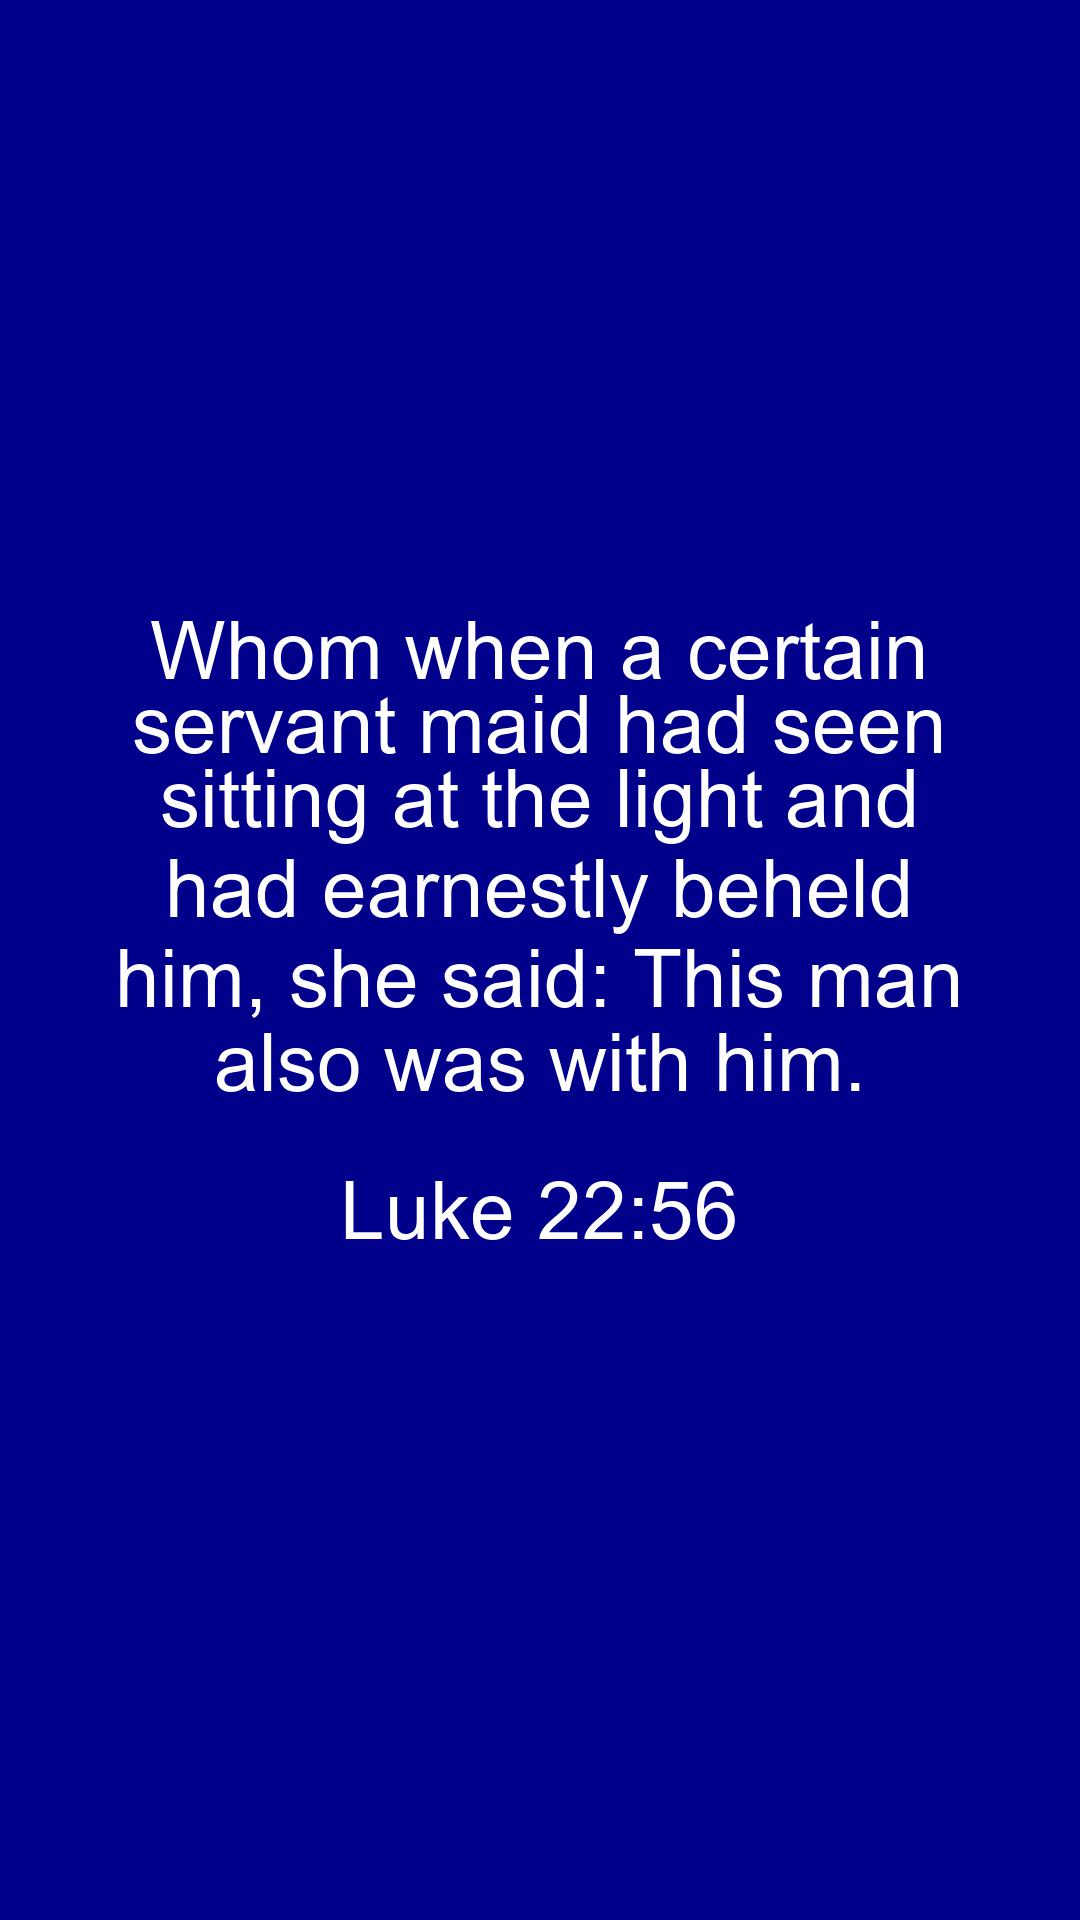 Whom when a certain
servant maid had seen
sitting at the light and
had earnestly beheld
him, she said: This man
also was with him.
Luke 22:56